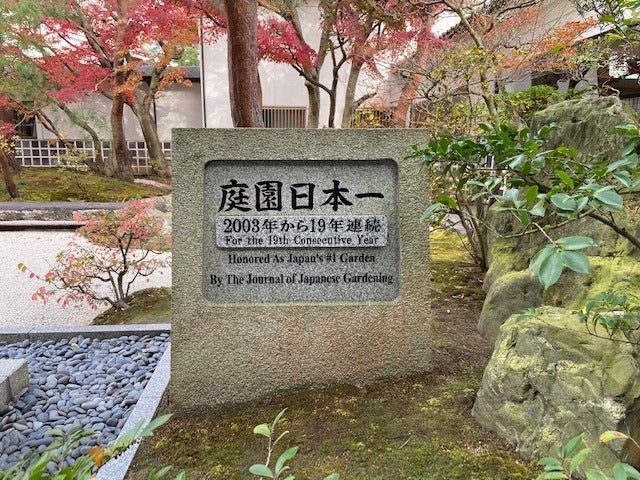 庭園日本一
2003年から19年連続
For the 19th Consecutive Year
Honored As Japan's #1 Garden
By The Journal of Japanese Gardening